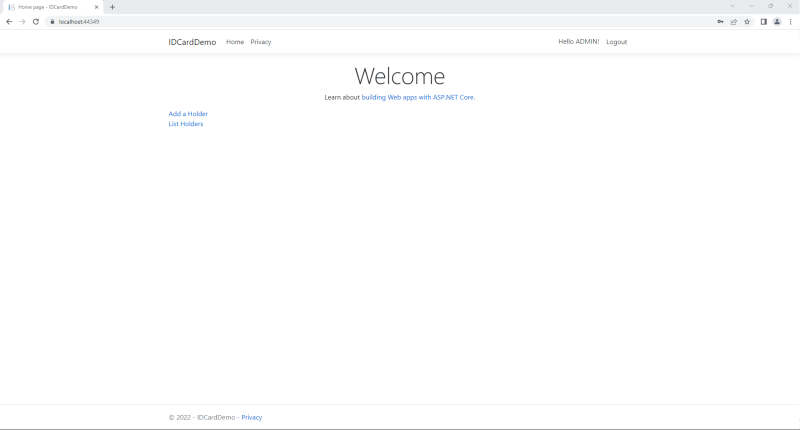 Home page - IDCardDemo
localhost:44349
IDCardDemo Home Privacy Hello ADMIN! Logout
Welcome
Learn about building Web apps with ASP.NET Core.
Add a Holder
List Holders
© 2022 - IDCardDemo - Privacy